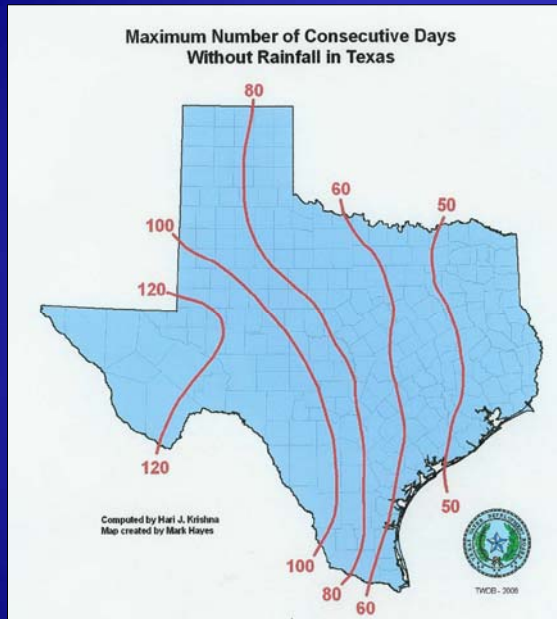 Maximum Number of Consecutive Days
Without Rainfall in Texas
80
60
50
100
120
120
50
Computed by Hari J. Krishna
Map created by Mark Hayes
100
80
60
TWDB - 2006